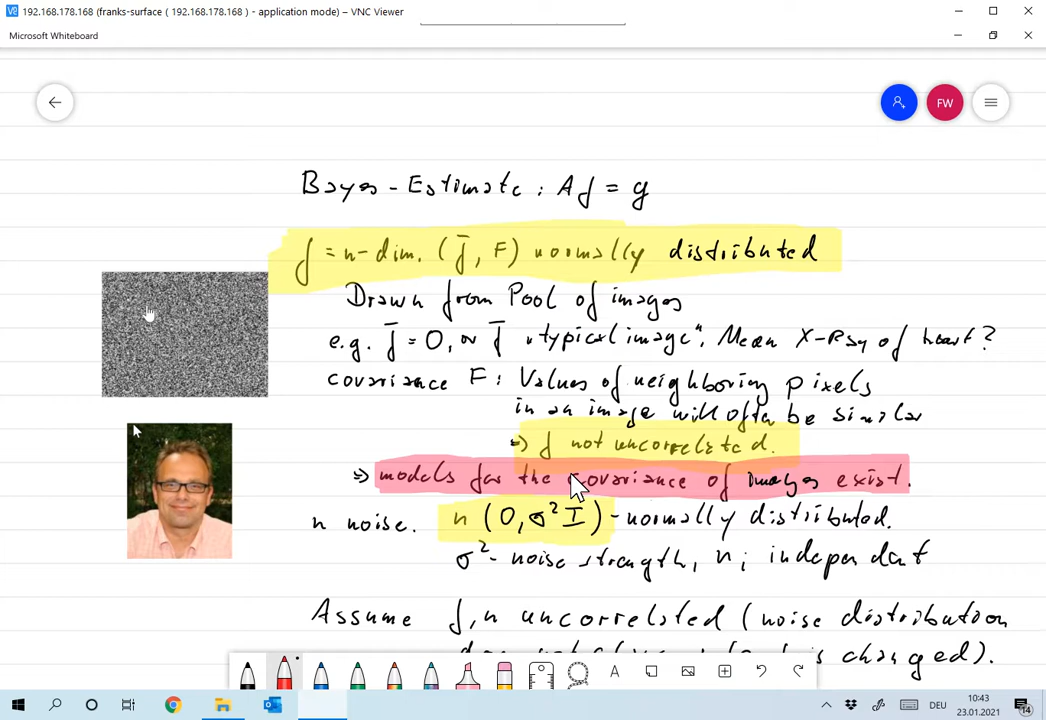 192.168.178.168 (franks-surface ( 192.168.178.168 ) - application mode) – VNC Viewer
Microsoft Whiteboard
FW
Bayes-Estimate: Af = g
f = n-dim. (f̄, F) normally distributed
Drawn from Pool of images
e.g. f̄ = 0, or f̄ "typical image". Mean X-Ray of heart?
covariance F: Values of neighboring pixels
in an image will often be similar
=> f not uncorrelated.
=> models for the covariance of images exist.
n noise. n (0, σ² I)-normally distributed.
σ²- noise strength, nᵢ independent
Assume f, n uncorrelated (noise distribution
is changed).
A
DEU
10:43
23.01.2021
14